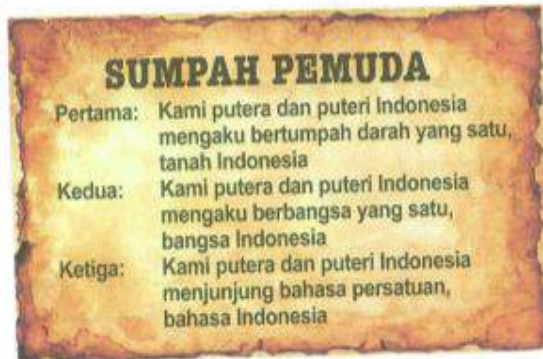 SUMPAH PEMUDA
Pertama: Kami putera dan puteri Indonesia
mengaku bertumpah darah yang satu,
tanah Indonesia
Kedua: Kami putera dan puteri Indonesia
mengaku berbangsa yang satu,
bangsa Indonesia
Ketiga: Kami putera dan puteri Indonesia
menjunjung bahasa persatuan,
bahasa Indonesia